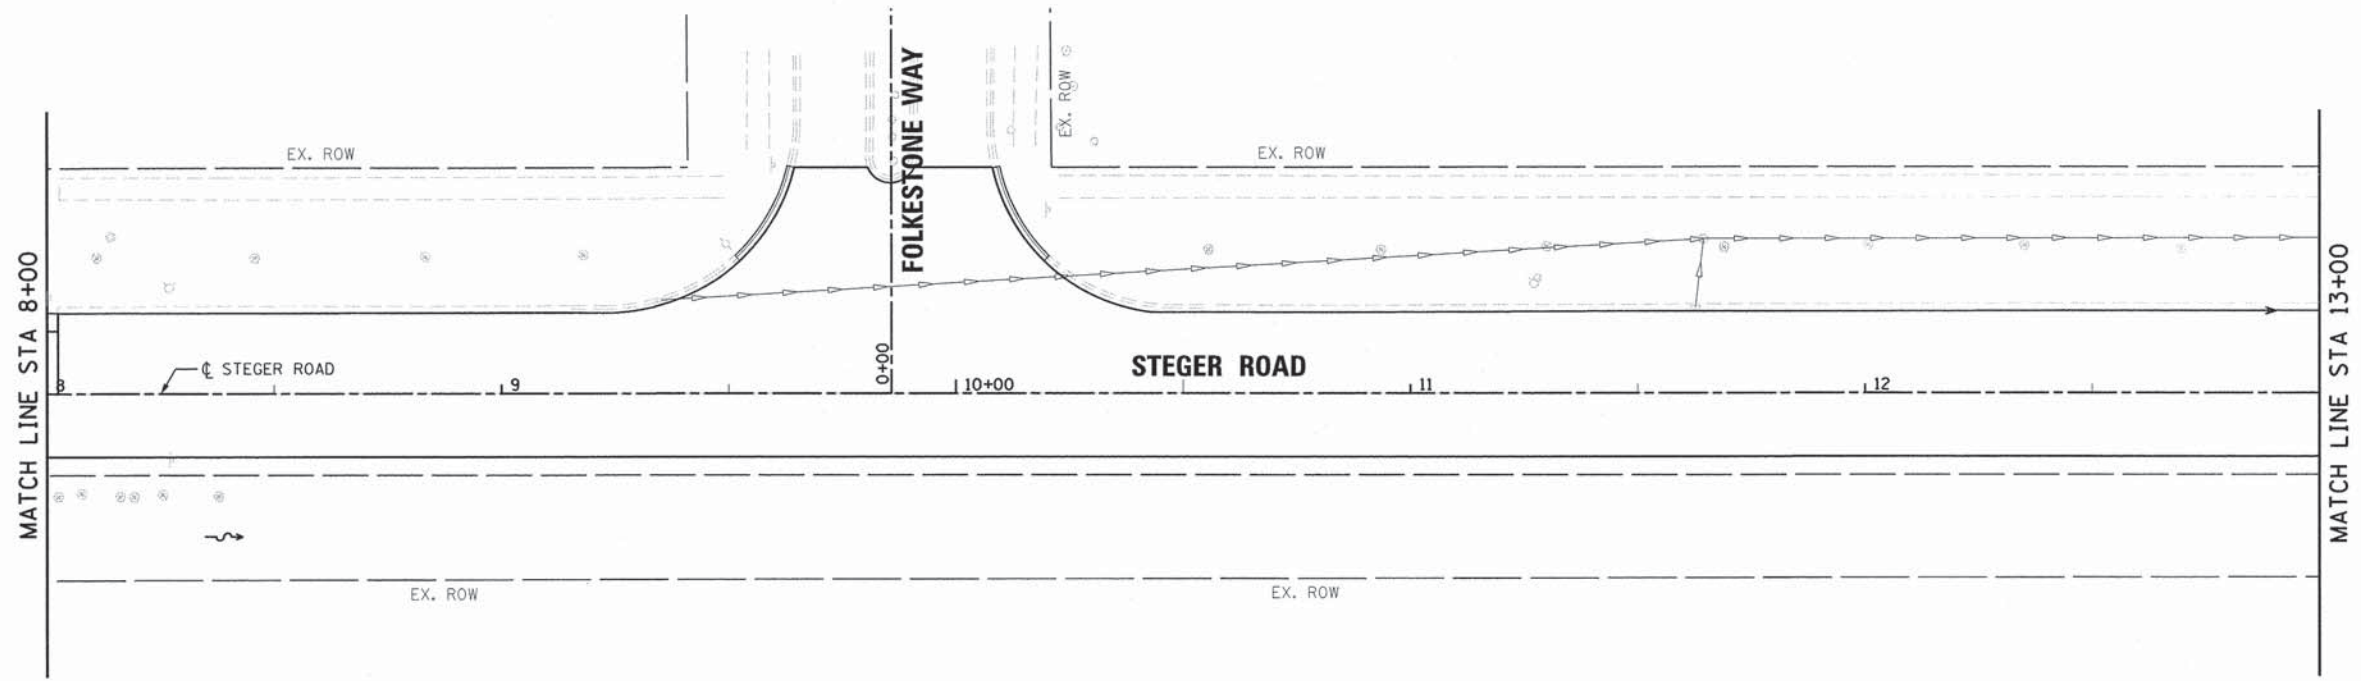 FOLKESTONE WAY
EX. ROW
EX. ROW
EX. ROW
MATCH LINE STA 8+00
MATCH LINE STA 13+00
0+00
STEGER ROAD
℄ STEGER ROAD
8
9
10+00
11
12
EX. ROW
EX. ROW